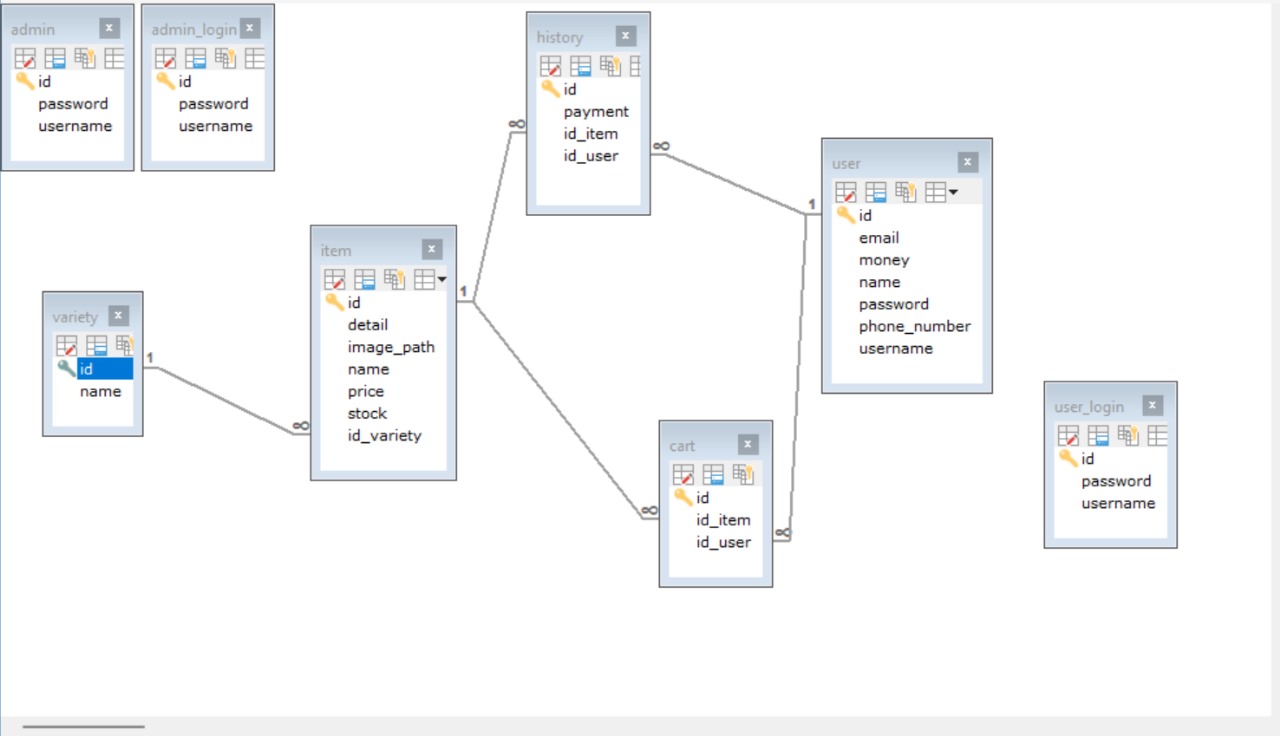 admin
id
password
username
admin_login
id
password
username
history
id
payment
id_item
id_user
user
id
email
money
name
password
phone_number
username
item
id
detail
image_path
name
price
stock
id_variety
variety
id
name
cart
id
id_item
id_user
user_login
id
password
username
1
∞
1
∞
∞
∞
1
∞